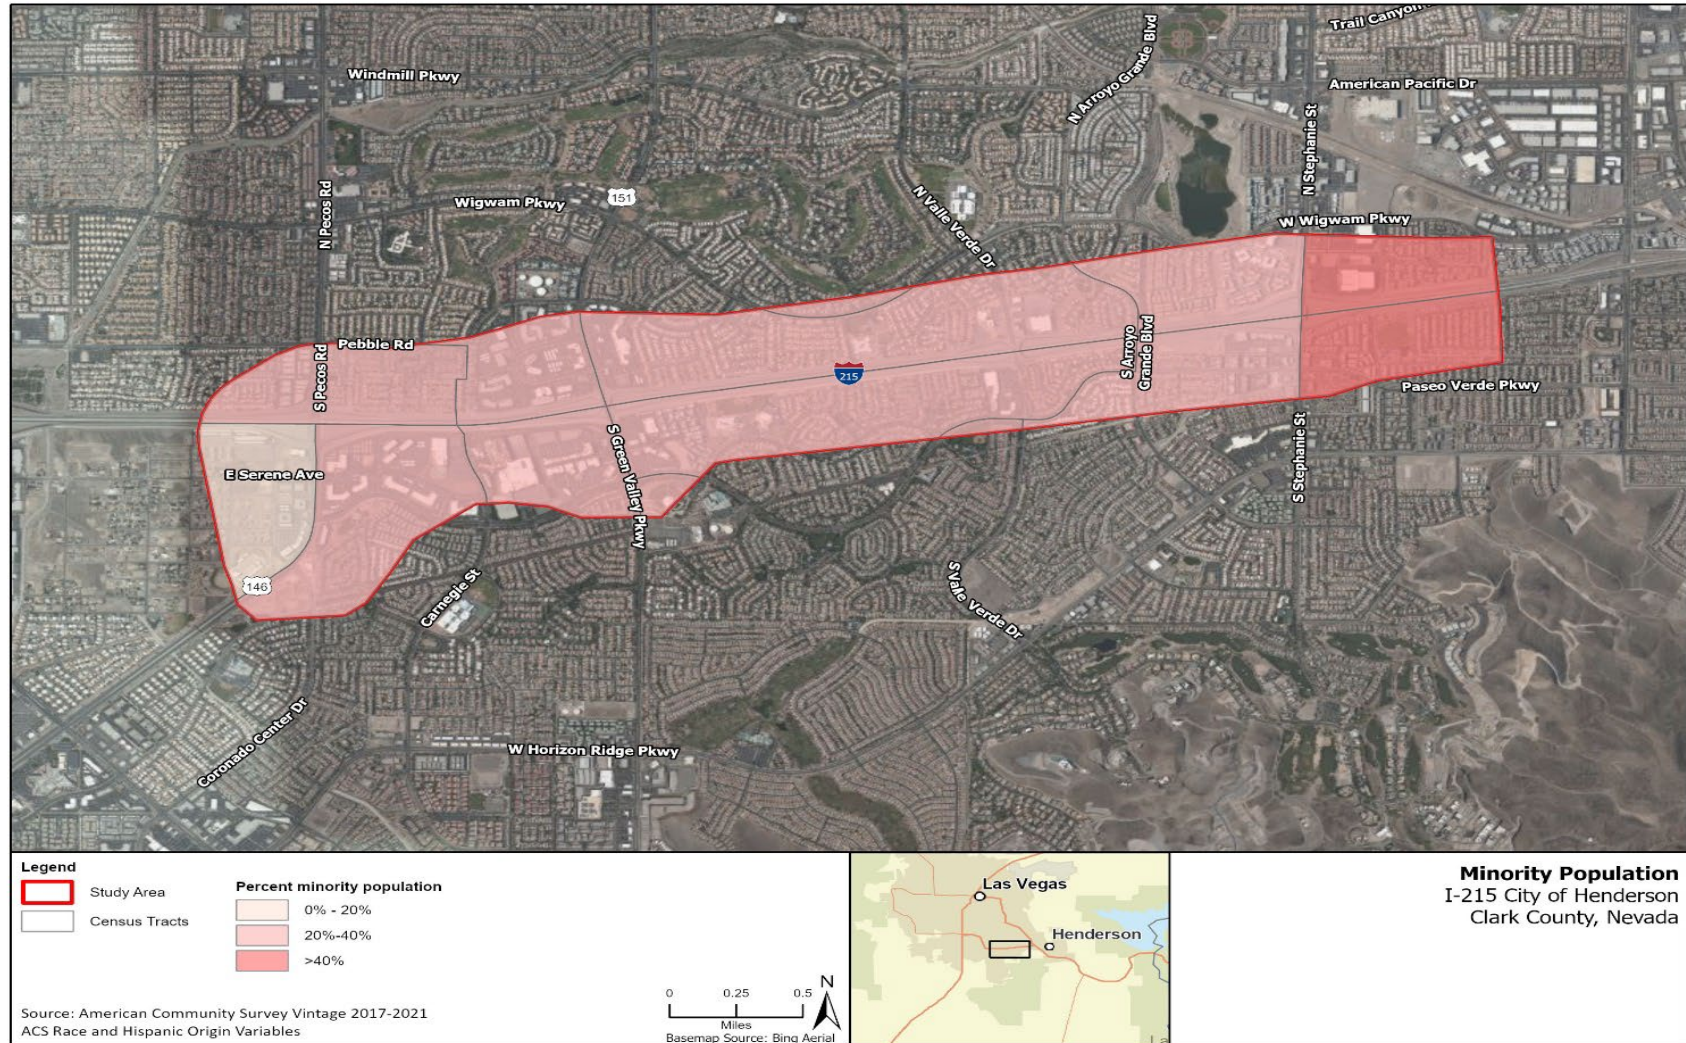 Trail Canyon
Windmill Pkwy
N Arroyo Grande Blvd
American Pacific Dr
N Stephanie St
N Pecos Rd
Wigwam Pkwy
151
N Valle Verde Dr
W Wigwam Pkwy
Pebble Rd
S Pecos Rd
215
S Arroyo
Grande Blvd
Paseo Verde Pkwy
E Serene Ave
S Green Valley Pkwy
S Stephanie St
146
Carnegie St
S Valle Verde Dr
Coronado Center Dr
W Horizon Ridge Pkwy
Legend
Study Area
Census Tracts
Percent minority population
0% - 20%
20%-40%
>40%
Source: American Community Survey Vintage 2017-2021
ACS Race and Hispanic Origin Variables
0 0.25 0.5
Miles
N
Basemap Source: Bing Aerial
Las Vegas
Henderson
La
Minority Population
I-215 City of Henderson
Clark County, Nevada